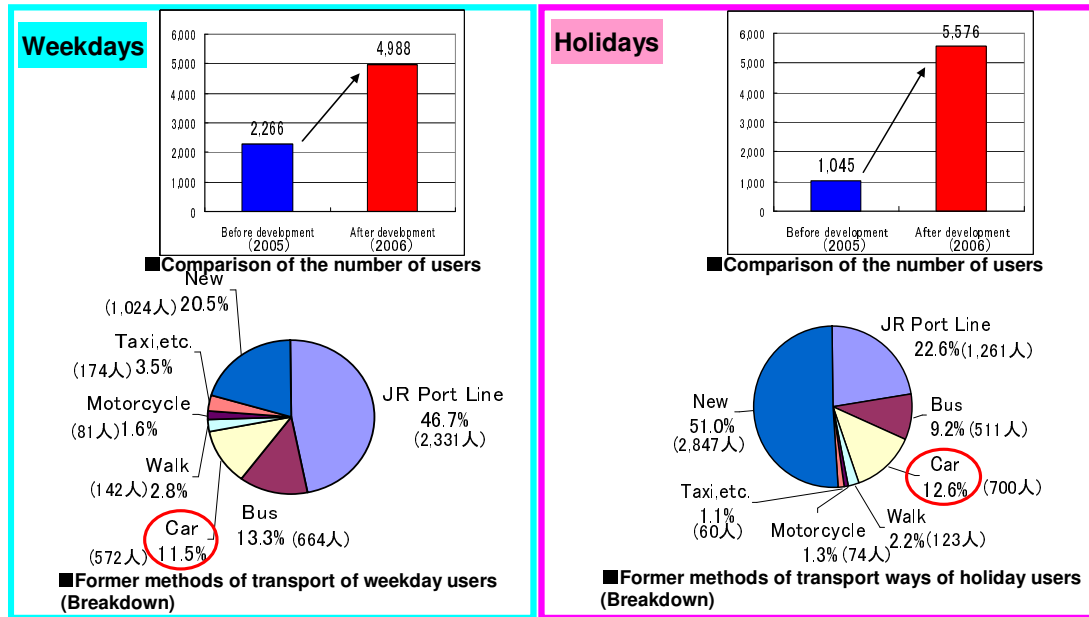 Weekdays
6,000
5,000
4,000
3,000
2,000
1,000
0
2,266
4,988
Before development
(2005)
After development
(2006)
■Comparison of the number of users
New
(1,024人) 20.5%
Taxi,etc.
(174人) 3.5%
Motorcycle
(81人) 1.6%
Walk
(142人) 2.8%
Car
(572人) 11.5%
Bus
13.3% (664人)
JR Port Line
46.7%
(2,331人)
■Former methods of transport of weekday users
(Breakdown)
Holidays
6,000
5,000
4,000
3,000
2,000
1,000
0
1,045
5,576
Before development
(2005)
After development
(2006)
■Comparison of the number of users
JR Port Line
22.6% (1,261人)
New
51.0%
(2,847人)
Bus
9.2% (511人)
Car
12.6% (700人)
Taxi,etc.
1.1%
(60人)
Motorcycle
1.3% (74人)
Walk
2.2% (123人)
■Former methods of transport ways of holiday users
(Breakdown)